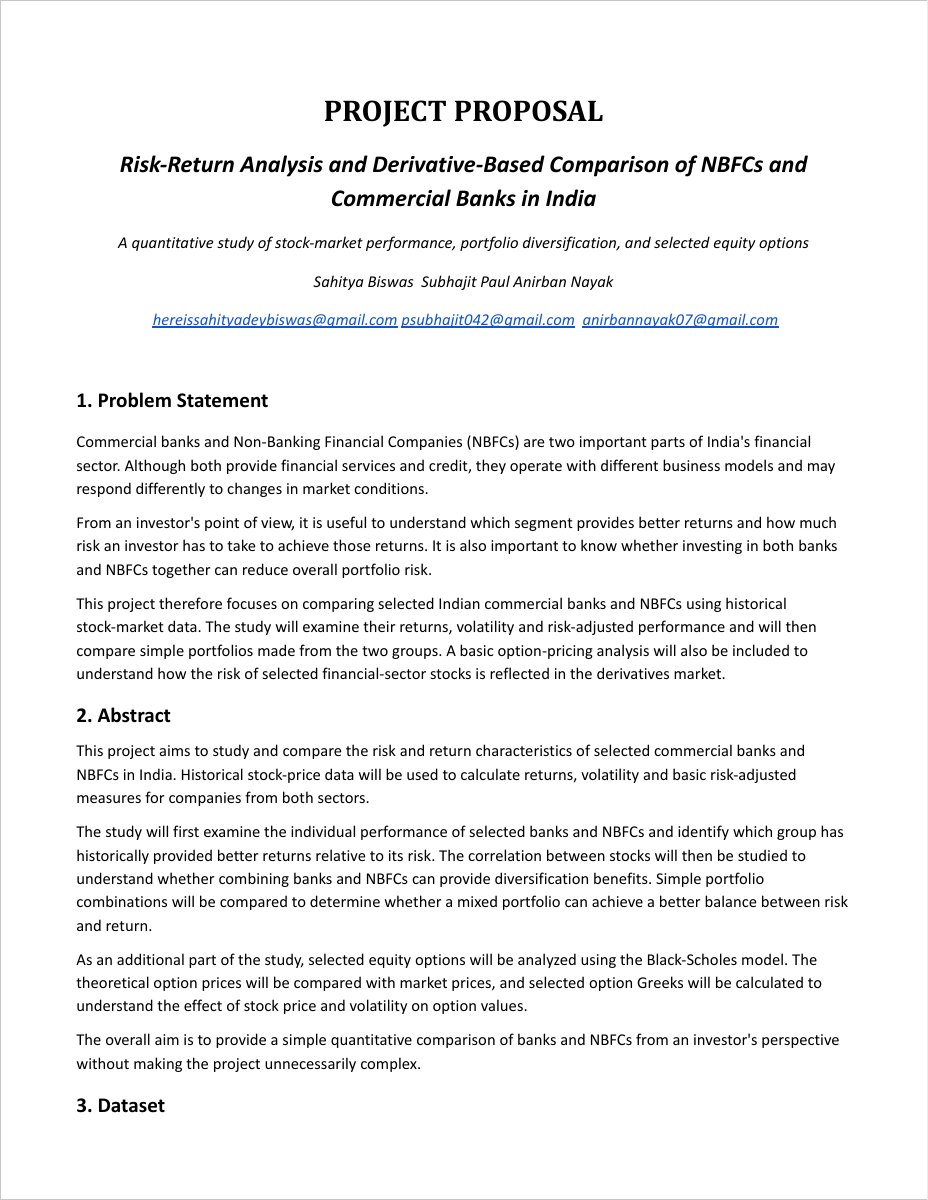 PROJECT PROPOSAL
Risk-Return Analysis and Derivative-Based Comparison of NBFCs and
Commercial Banks in India
A quantitative study of stock-market performance, portfolio diversification, and selected equity options
Sahitya Biswas  Subhajit Paul Anirban Nayak
hereissahityadeybiswas@gmail.com psubhajit042@gmail.com  anirbannayak07@gmail.com
1. Problem Statement
Commercial banks and Non-Banking Financial Companies (NBFCs) are two important parts of India's financial
sector. Although both provide financial services and credit, they operate with different business models and may
respond differently to changes in market conditions.
From an investor's point of view, it is useful to understand which segment provides better returns and how much
risk an investor has to take to achieve those returns. It is also important to know whether investing in both banks
and NBFCs together can reduce overall portfolio risk.
This project therefore focuses on comparing selected Indian commercial banks and NBFCs using historical
stock-market data. The study will examine their returns, volatility and risk-adjusted performance and will then
compare simple portfolios made from the two groups. A basic option-pricing analysis will also be included to
understand how the risk of selected financial-sector stocks is reflected in the derivatives market.
2. Abstract
This project aims to study and compare the risk and return characteristics of selected commercial banks and
NBFCs in India. Historical stock-price data will be used to calculate returns, volatility and basic risk-adjusted
measures for companies from both sectors.
The study will first examine the individual performance of selected banks and NBFCs and identify which group has
historically provided better returns relative to its risk. The correlation between stocks will then be studied to
understand whether combining banks and NBFCs can provide diversification benefits. Simple portfolio
combinations will be compared to determine whether a mixed portfolio can achieve a better balance between risk
and return.
As an additional part of the study, selected equity options will be analyzed using the Black-Scholes model. The
theoretical option prices will be compared with market prices, and selected option Greeks will be calculated to
understand the effect of stock price and volatility on option values.
The overall aim is to provide a simple quantitative comparison of banks and NBFCs from an investor's perspective
without making the project unnecessarily complex.
3. Dataset